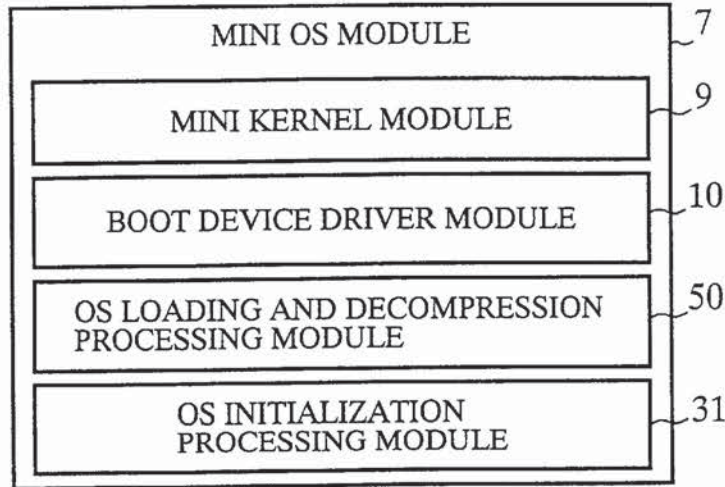 MINI OS MODULE 7
MINI KERNEL MODULE 9
BOOT DEVICE DRIVER MODULE 10
OS LOADING AND DECOMPRESSION 50
PROCESSING MODULE
OS INITIALIZATION 31
PROCESSING MODULE